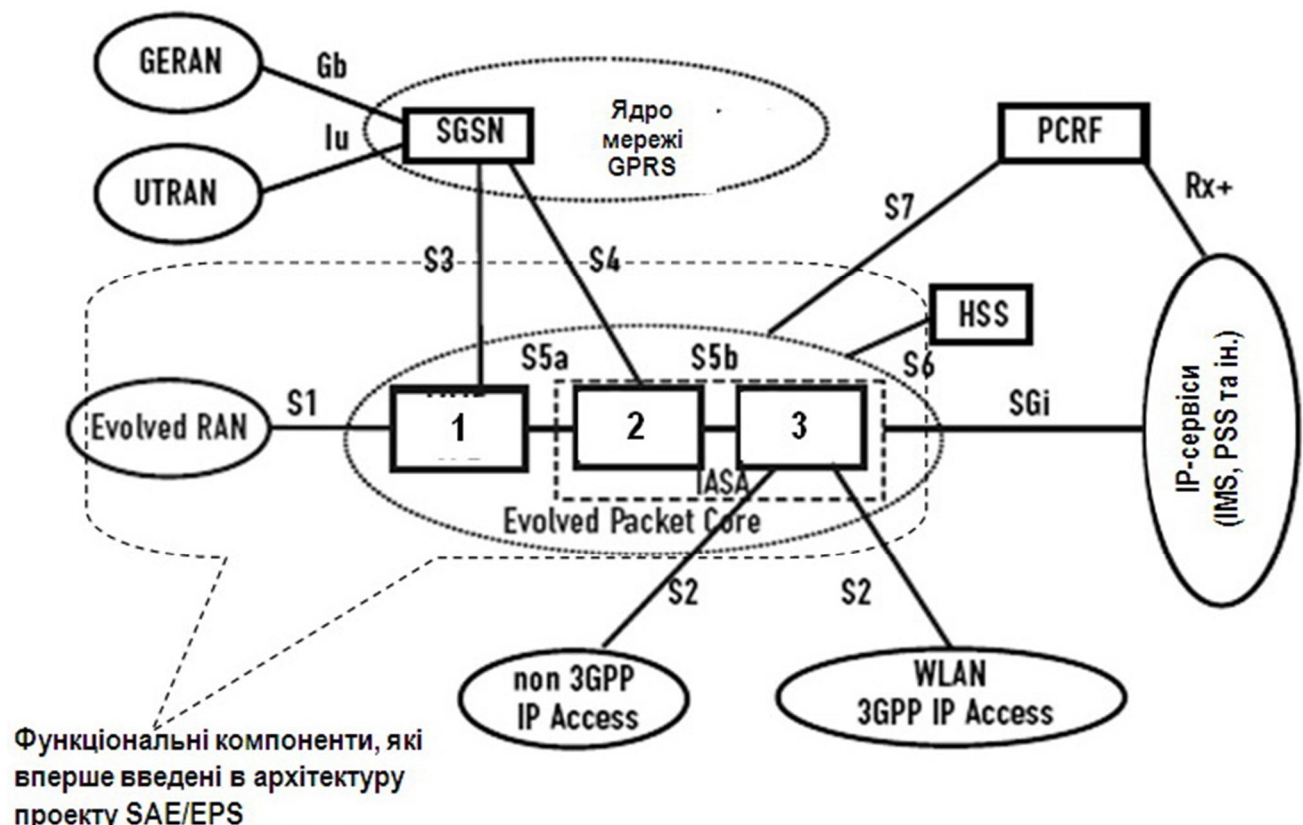 GERAN
Gb
Iu
UTRAN
SGSN
Ядро
мережі
GPRS
PCRF
Rx+
S7
S3
S4
HSS
S6
S5a
S5b
Evolved RAN
S1
1
2
3
IASA
Evolved Packet Core
SGi
IP-сервіси
(IMS, PSS та ін.)
S2
S2
non 3GPP
IP Access
WLAN
3GPP IP Access
Функціональні компоненти, які
вперше введені в архітектуру
проекту SAE/EPS